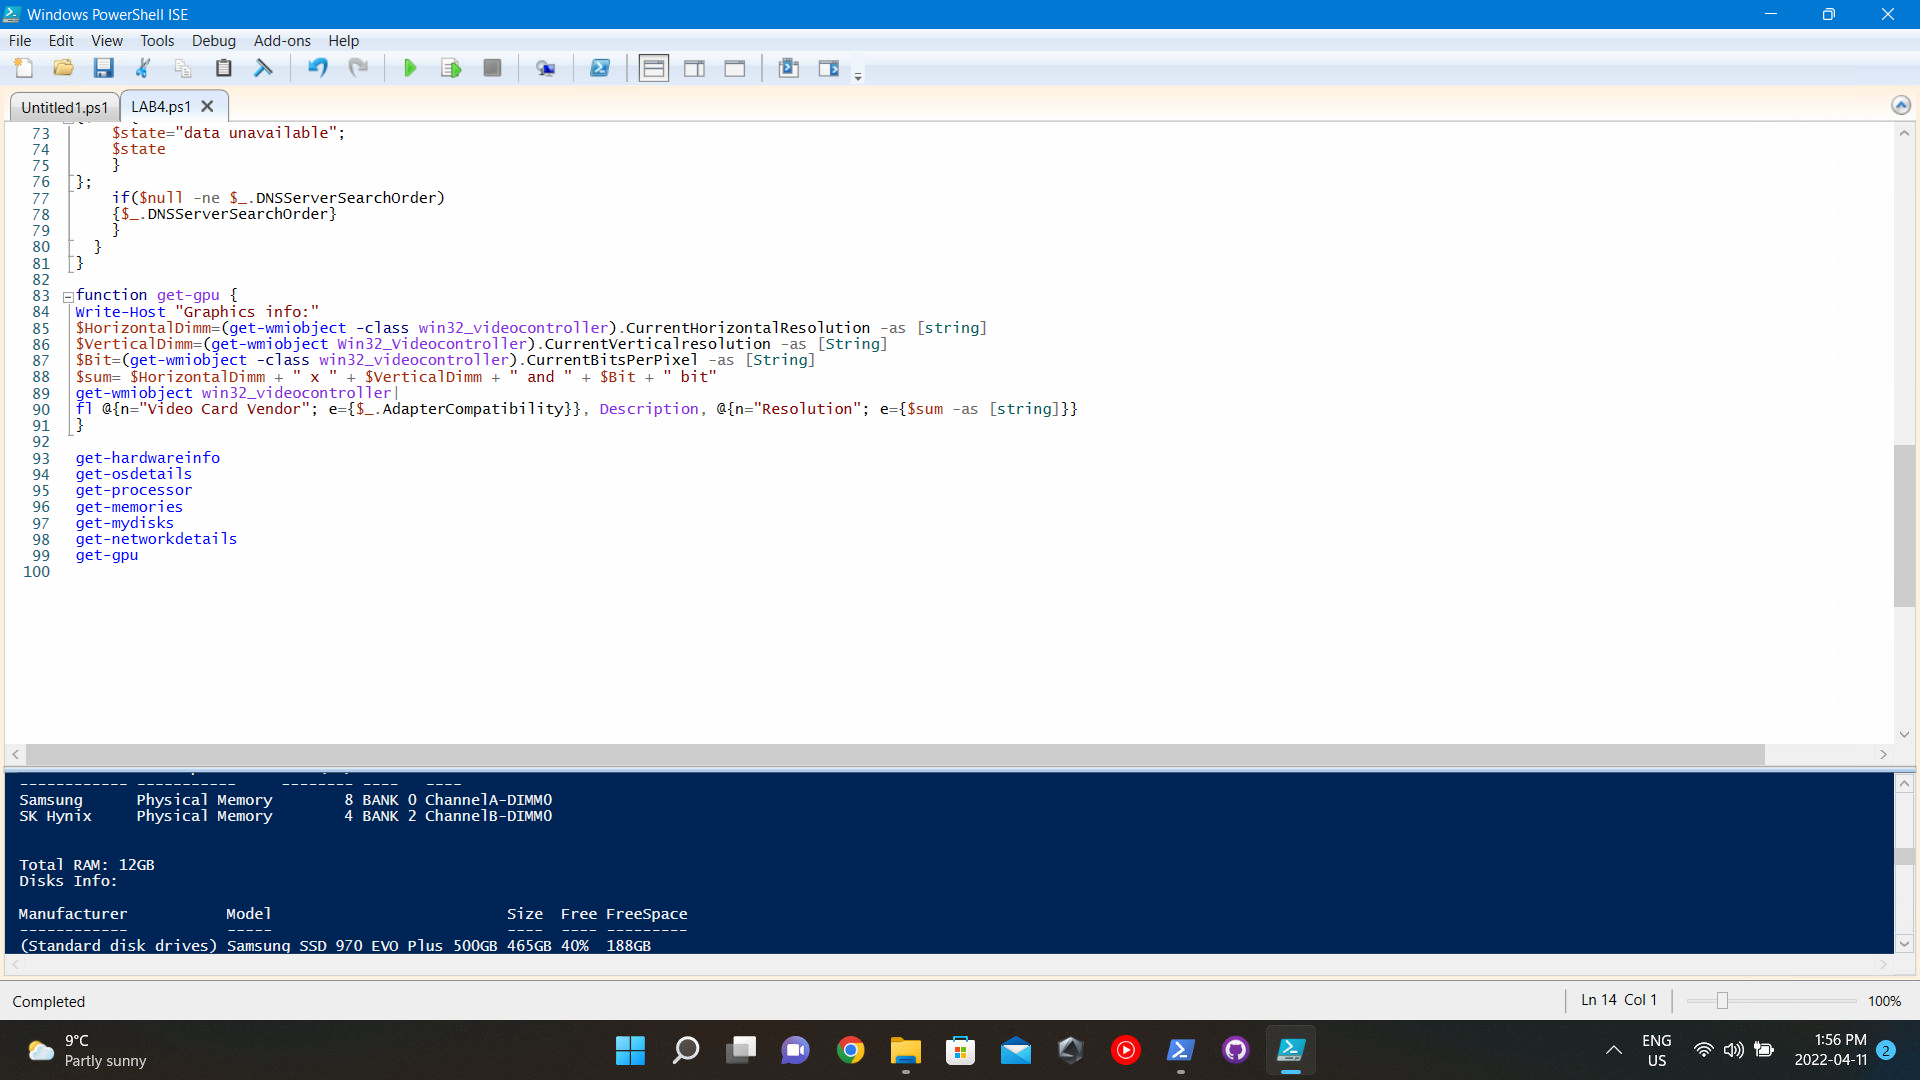 Windows PowerShell ISE
File Edit View Tools Debug Add-ons Help
Untitled1.ps1 LAB4.ps1
73 $state="data unavailable";
74 $state
75 }
76 };
77 if($null -ne $_.DNSServerSearchOrder)
78 {$_.DNSServerSearchOrder}
79 }
80 }
81 }
82
83 function get-gpu {
84 Write-Host "Graphics info:"
85 $HorizontalDimm=(get-wmiobject -class win32_videocontroller).CurrentHorizontalResolution -as [string]
86 $VerticalDimm=(get-wmiobject Win32_Videocontroller).CurrentVerticalresolution -as [String]
87 $Bit=(get-wmiobject -class win32_videocontroller).CurrentBitsPerPixel -as [String]
88 $sum= $HorizontalDimm + " x " + $VerticalDimm + " and " + $Bit + " bit"
89 get-wmiobject win32_videocontroller|
90 fl @{n="Video Card Vendor"; e={$_.AdapterCompatibility}}, Description, @{n="Resolution"; e={$sum -as [string]}}
91 }
92
93 get-hardwareinfo
94 get-osdetails
95 get-processor
96 get-memories
97 get-mydisks
98 get-networkdetails
99 get-gpu
100
------------ ----------- -------- ---- ----
Samsung Physical Memory 8 BANK 0 ChannelA-DIMM0
SK Hynix Physical Memory 4 BANK 2 ChannelB-DIMM0
Total RAM: 12GB
Disks Info:
Manufacturer Model Size Free FreeSpace
------------ ----- ---- ---- ---------
(Standard disk drives) Samsung SSD 970 EVO Plus 500GB 465GB 40% 188GB
Completed
Ln 14 Col 1
100%
9°C
Partly sunny
ENG
US
1:56 PM
2022-04-11
2